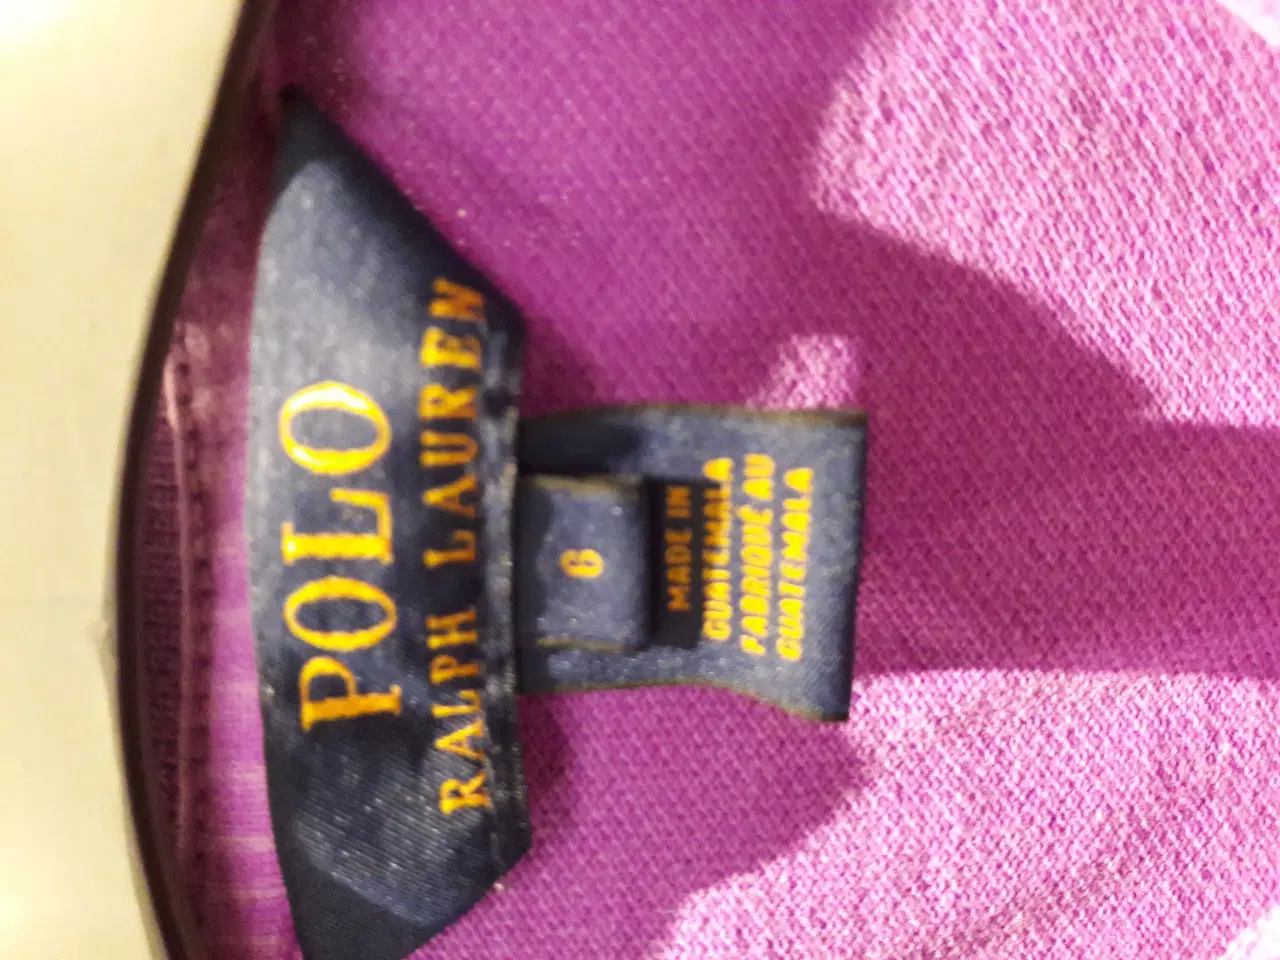 POLO
RALPH LAUREN
6
MADE IN
GUATEMALA
FABRIQUÉ AU
GUATEMALA